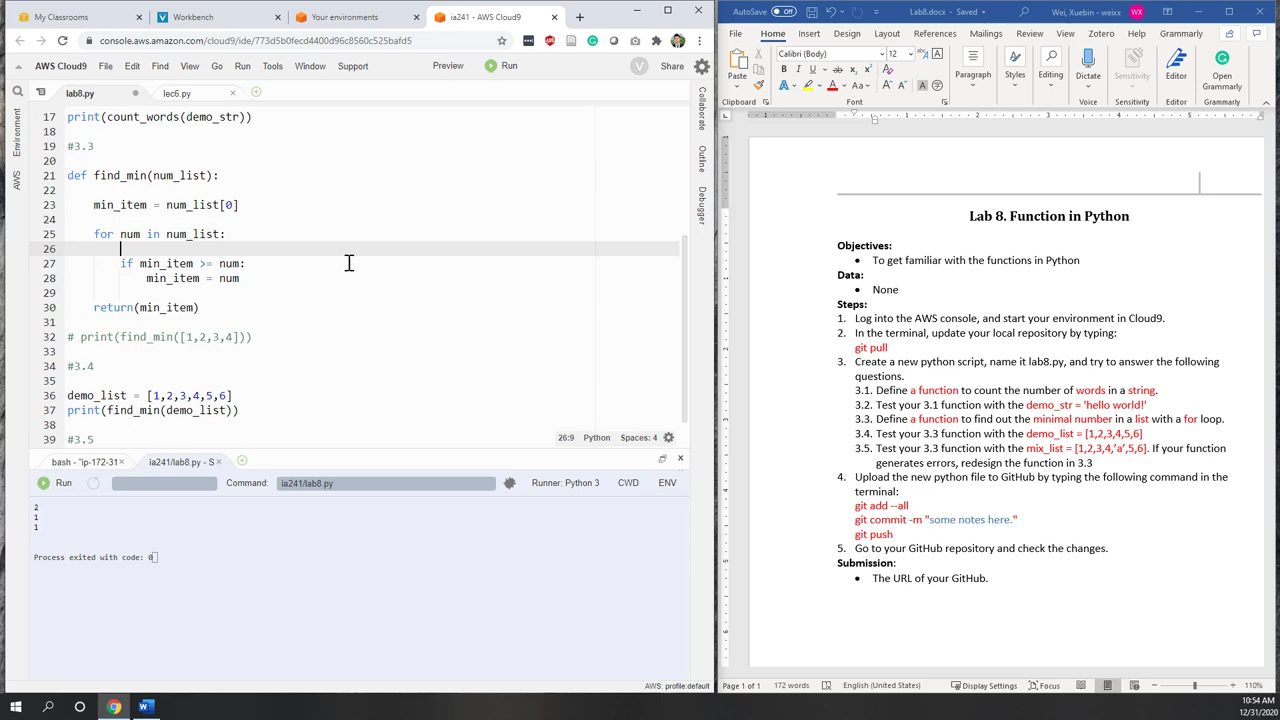 My Classrooms
Workbench
Your environments
ia241 - AWS Cloud9
console.aws.amazon.com/cloud9/ide/773d5b0fecd4400d96c8560c525bafd5
AWS Cloud9 File Edit Find View Go Run Tools Window Support Preview Run Share
lab8.py lec6.py
Environment
AWS
Collaborate
Outline
Debugger
17 print(count_words(demo_str))
18
19 #3.3
20
21 def find_min(num_list):
22
23 min_item = num_list[0]
24
25 for num in num_list:
26
27 if min_item >= num:
28 min_item = num
29
30 return(min_item)
31
32 # print(find_min([1,2,3,4]))
33
34 #3.4
35
36 demo_list = [1,2,3,4,5,6]
37 print(find_min(demo_list))
38
39 #3.5
26:9 Python Spaces: 4
bash - "ip-172-31 ia241/lab8.py - S
Run Command: ia241/lab8.py Runner: Python 3 CWD ENV
2
1
1
Process exited with code: 0
AWS: profile:default
AutoSave Off Lab8.docx - Saved Wei, Xuebin - weixx WX
File Home Insert Design Layout References Mailings Review View Zotero Help Grammarly
Calibri (Body) 12
Paste
Clipboard
Font
Paragraph
Styles
Editing
Dictate
Voice
Sensitivity
Sensitivity
Editor
Editor
Open Grammarly
Grammarly
Lab 8. Function in Python
Objectives:
• To get familiar with the functions in Python
Data:
• None
Steps:
1. Log into the AWS console, and start your environment in Cloud9.
2. In the terminal, update your local repository by typing:
git pull
3. Create a new python script, name it lab8.py, and try to answer the following
questions.
3.1. Define a function to count the number of words in a string.
3.2. Test your 3.1 function with the demo_str = 'hello world!'
3.3. Define a function to find out the minimal number in a list with a for loop.
3.4. Test your 3.3 function with the demo_list = [1,2,3,4,5,6]
3.5. Test your 3.3 function with the mix_list = [1,2,3,4,'a',5,6]. If your function
generates errors, redesign the function in 3.3
4. Upload the new python file to GitHub by typing the following command in the
terminal:
git add --all
git commit -m "some notes here."
git push
5. Go to your GitHub repository and check the changes.
Submission:
• The URL of your GitHub.
Page 1 of 1 172 words English (United States) Display Settings Focus 110%
10:54 AM
12/31/2020